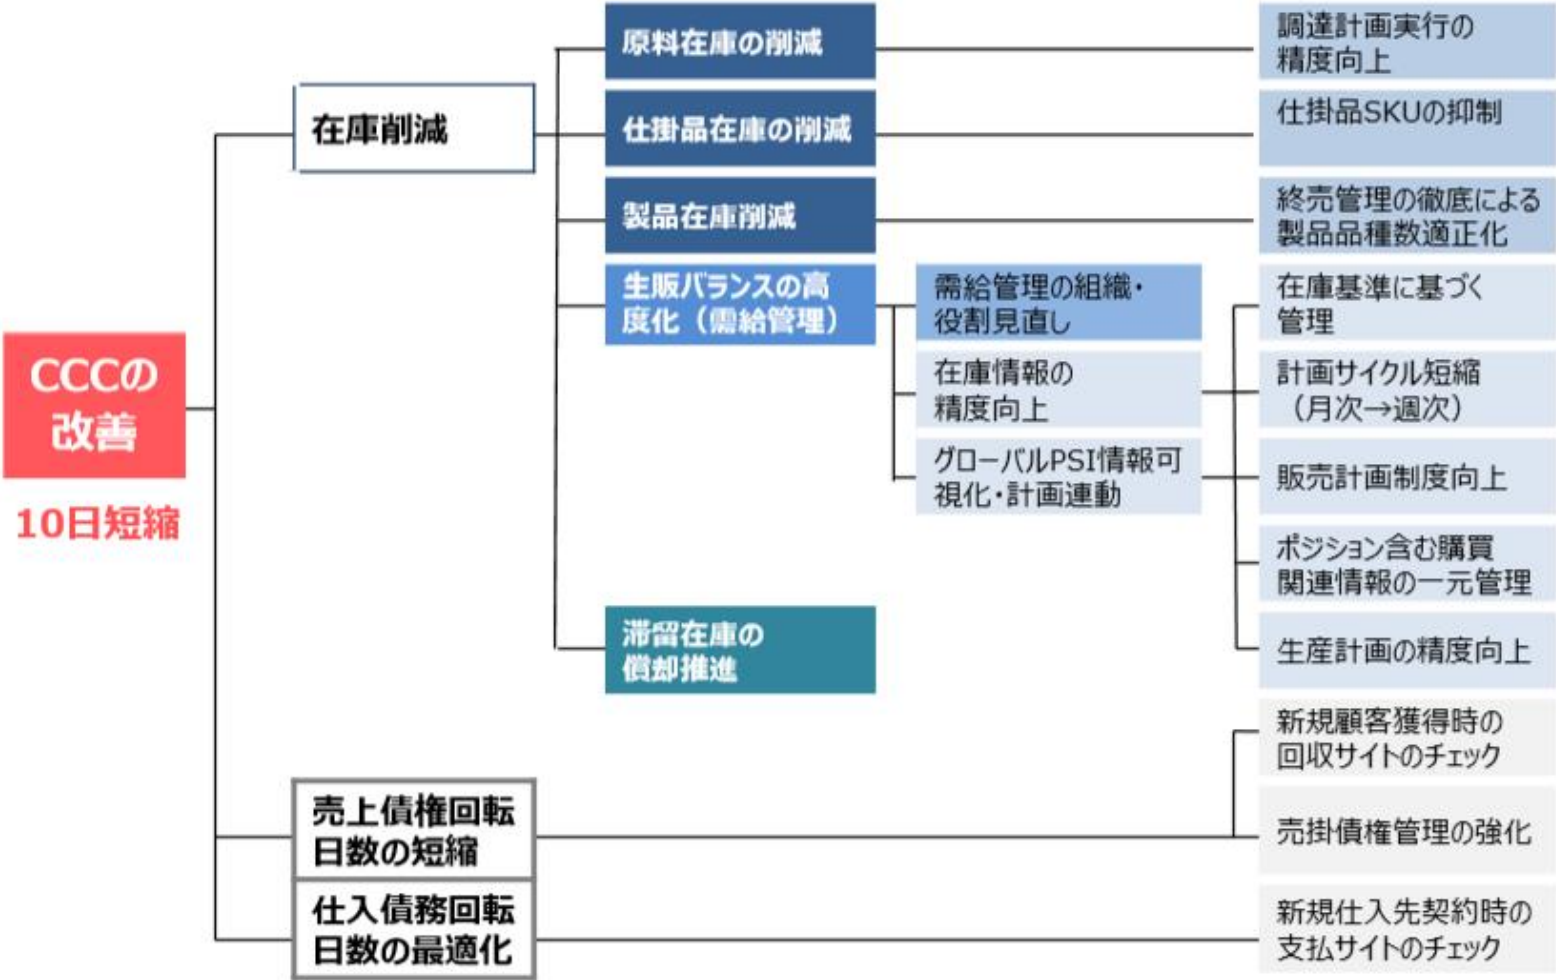 CCCの
改善
10日短縮
在庫削減
原料在庫の削減
調達計画実行の
精度向上
仕掛品在庫の削減
仕掛品SKUの抑制
製品在庫削減
終売管理の徹底による
製品品種数適正化
生販バランスの高
度化（需給管理）
需給管理の組織・
役割見直し
在庫情報の
精度向上
グローバルPSI情報可
視化・計画連動
在庫基準に基づく
管理
計画サイクル短縮
（月次→週次）
販売計画制度向上
ポジション含む購買
関連情報の一元管理
生産計画の精度向上
滞留在庫の
償却推進
売上債権回転
日数の短縮
新規顧客獲得時の
回収サイトのチェック
売掛債権管理の強化
仕入債務回転
日数の最適化
新規仕入先契約時の
支払サイトのチェック